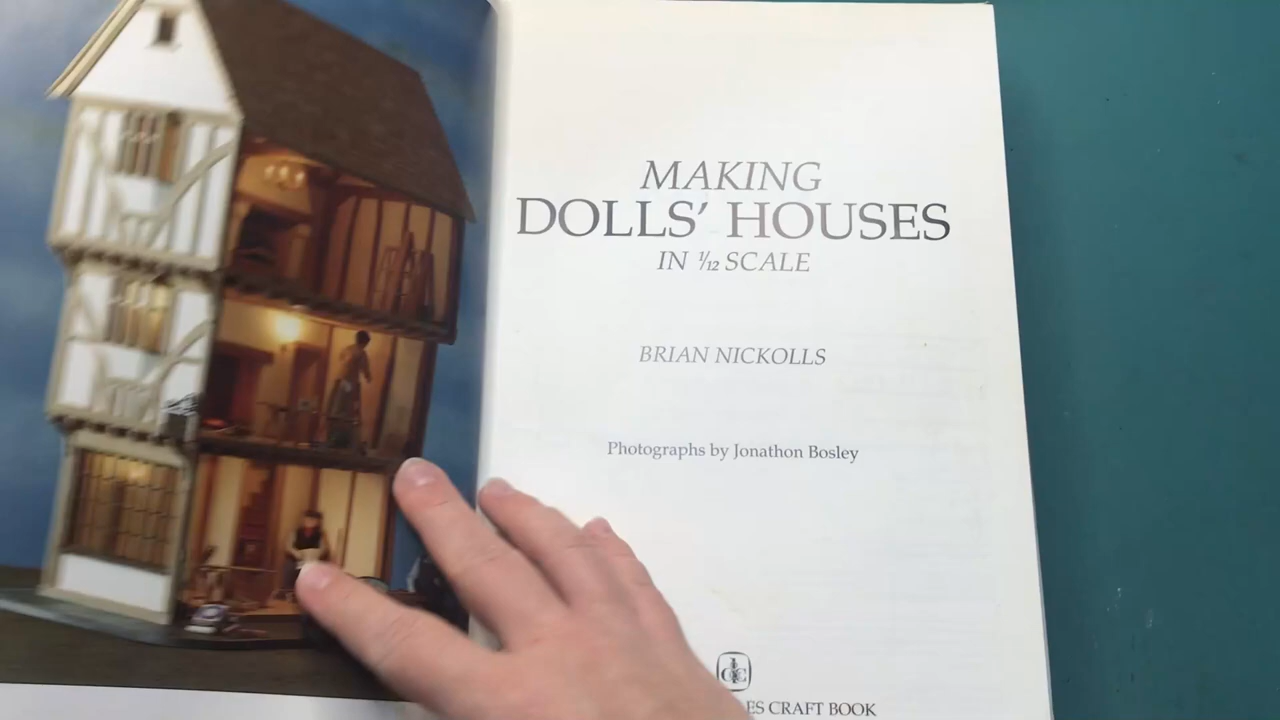 MAKING
DOLLS' HOUSES
IN 1/12 SCALE
BRIAN NICKOLLS
Photographs by Jonathon Bosley
CRAFT BOOK